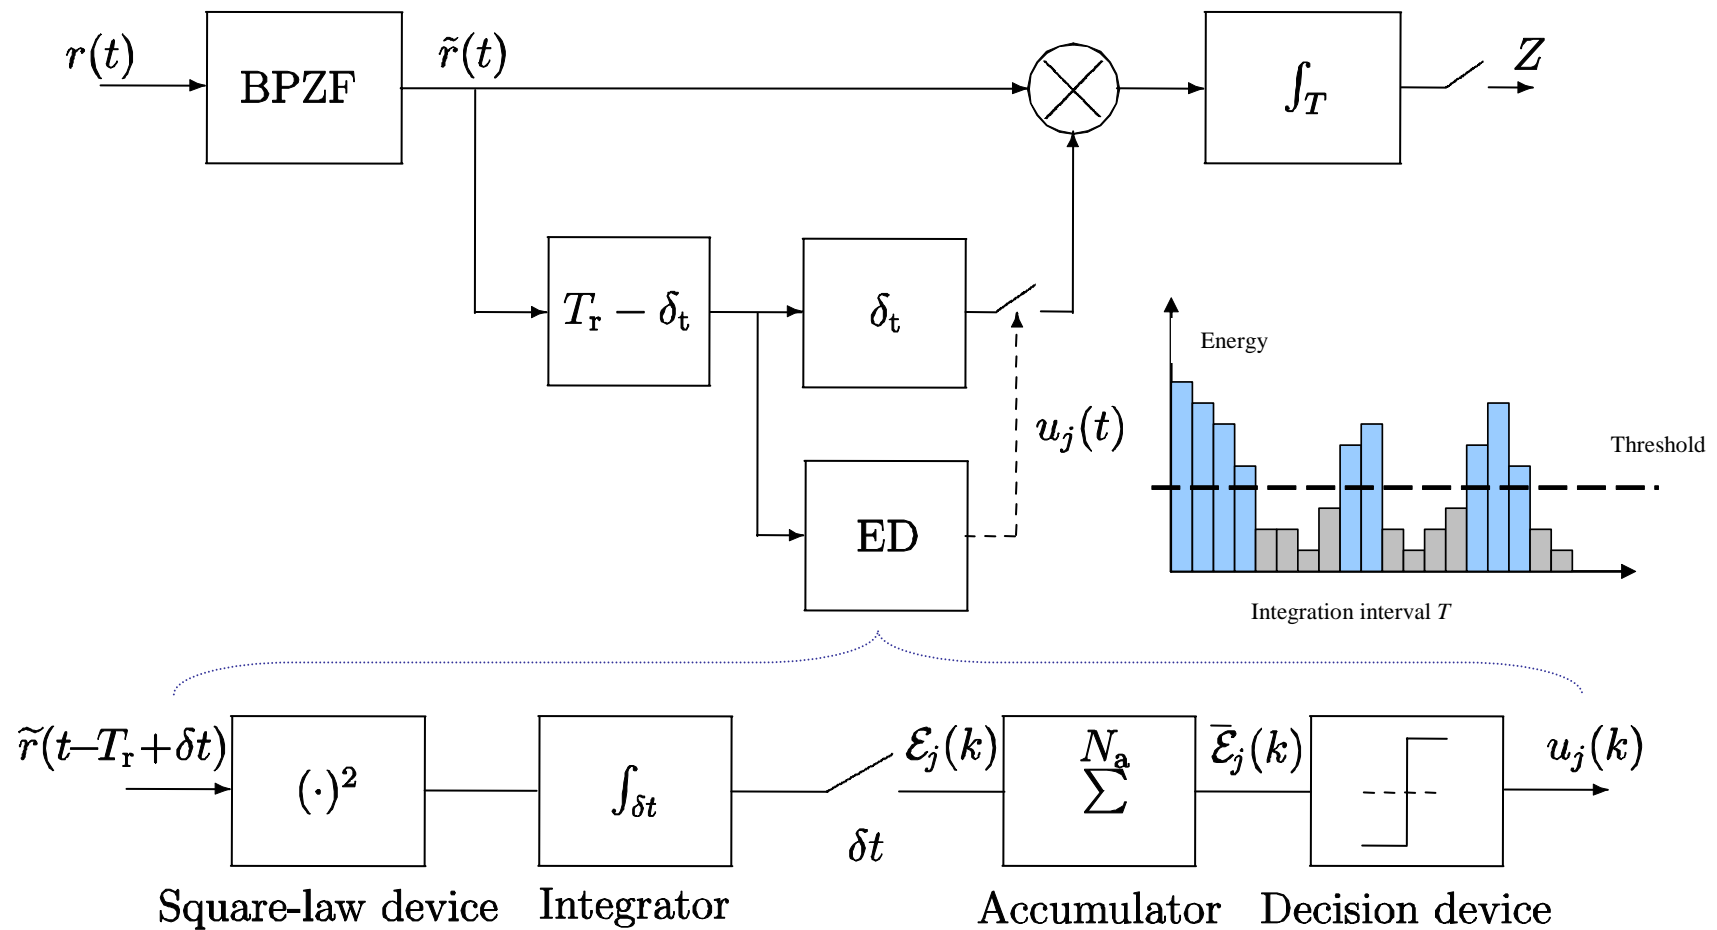 r(t)
BPZF
r̃(t)
∫T
Z
Tr − δt
δt
Energy
uj(t)
Threshold
ED
Integration interval T
r̃(t−Tr+δt)
(·)²
∫δt
ℰj(k)
δt
Na
∑
ℰ̄j(k)
uj(k)
Square-law device
Integrator
Accumulator
Decision device